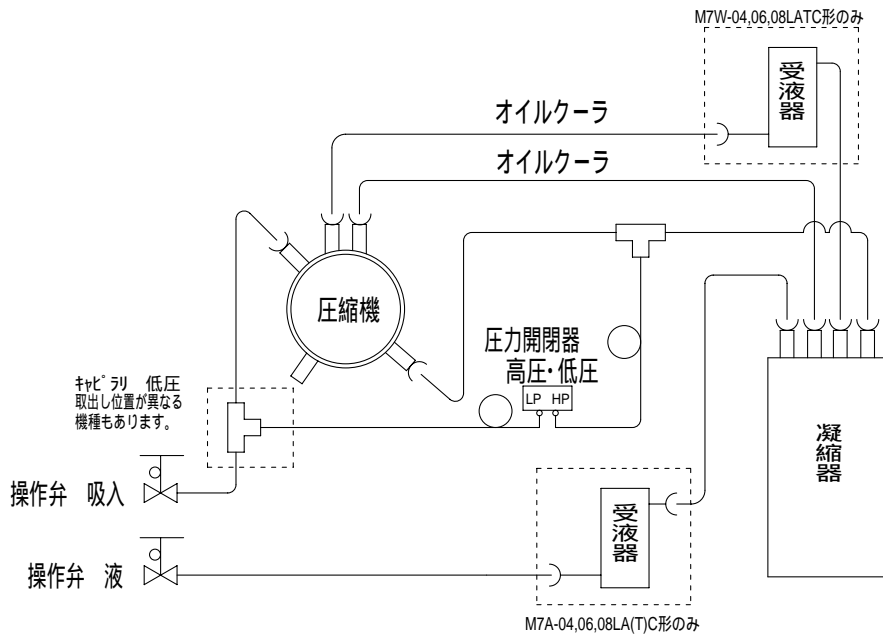 M7W-04,06,08LATC形のみ
受液器
オイルクーラ
オイルクーラ
圧縮機
圧力開閉器
高圧・低圧
LP HP
キャピラリ 低圧
取出し位置が異なる
機種もあります。
凝縮器
操作弁 吸入
受液器
操作弁 液
M7A-04,06,08LA(T)C形のみ